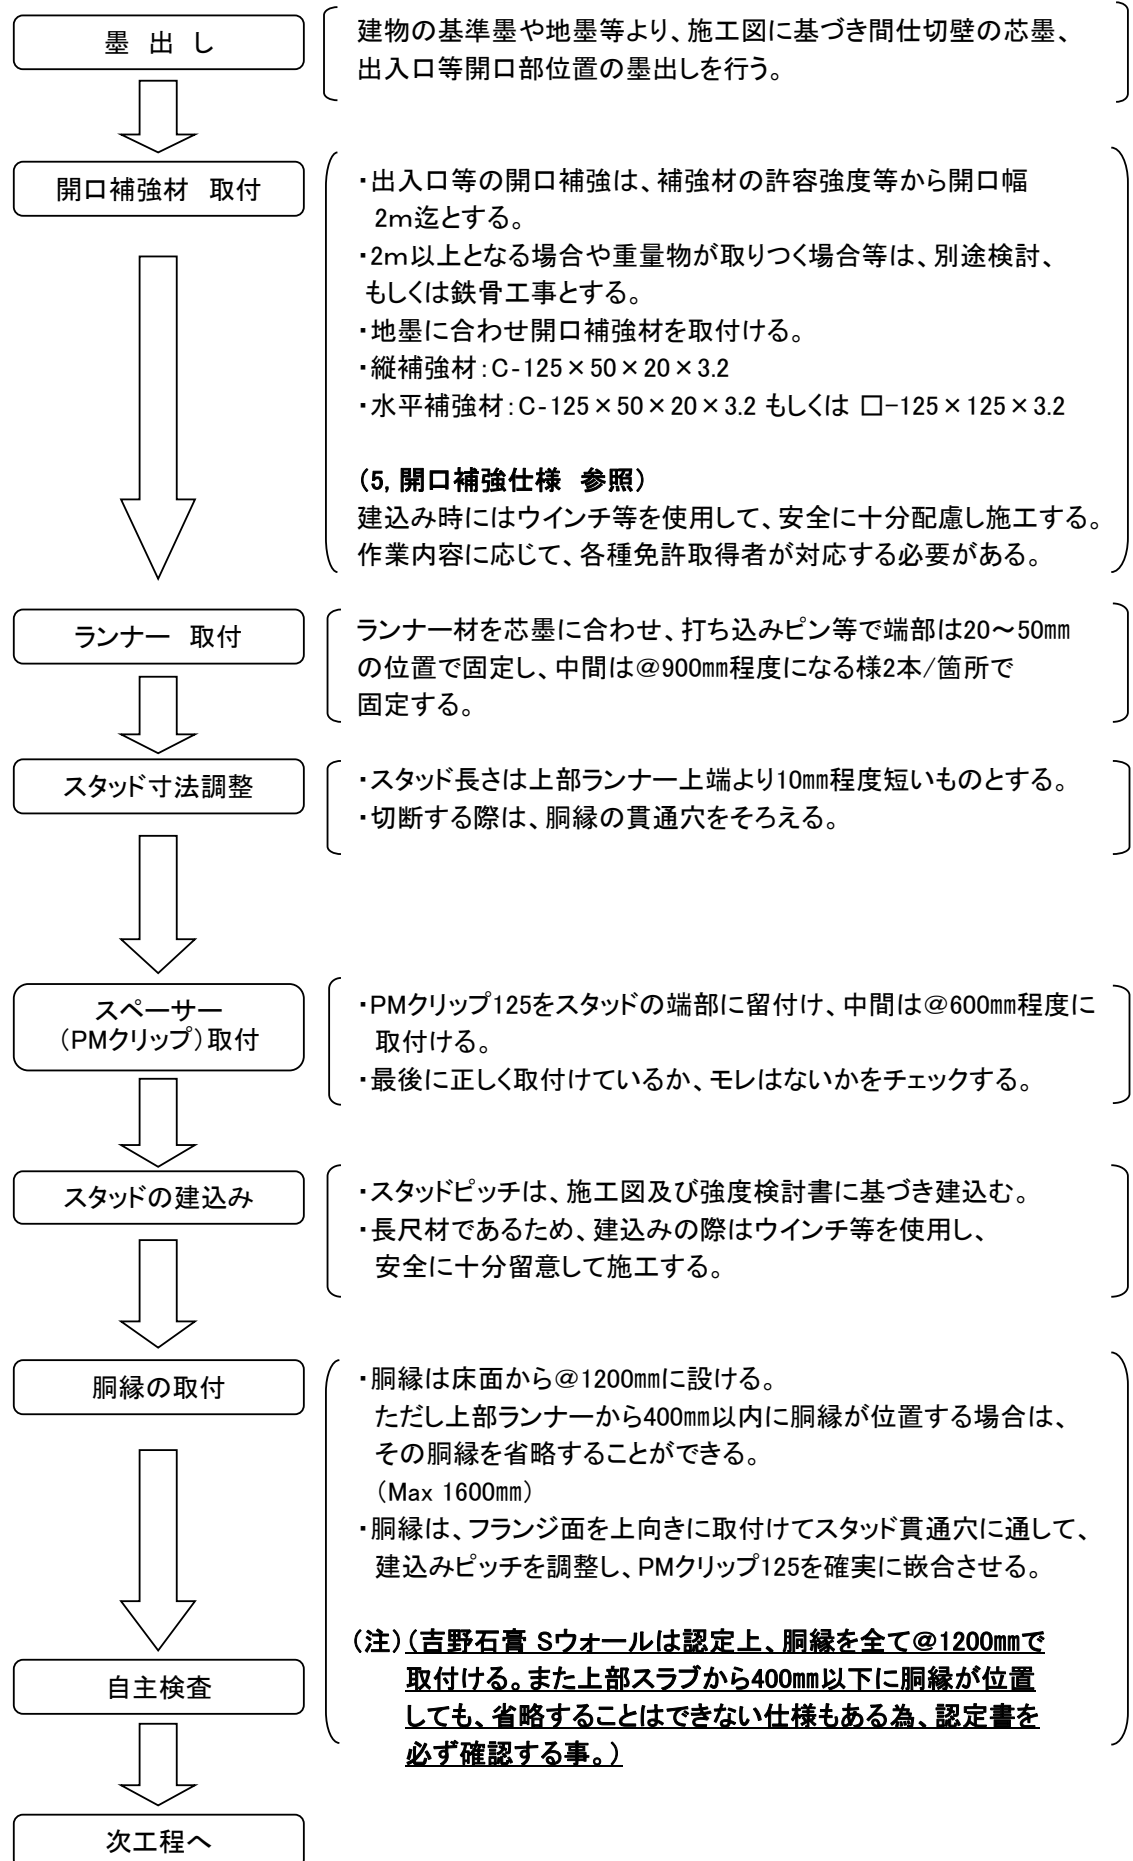 墨 出 し
建物の基準墨や地墨等より、施工図に基づき間仕切壁の芯墨、
出入口等開口部位置の墨出しを行う。
開口補強材 取付
・出入口等の開口補強は、補強材の許容強度等から開口幅
2m迄とする。
・2m以上となる場合や重量物が取りつく場合等は、別途検討、
もしくは鉄骨工事とする。
・地墨に合わせ開口補強材を取付ける。
・縦補強材：C-125×50×20×3.2
・水平補強材：C-125×50×20×3.2 もしくは □-125×125×3.2
（5, 開口補強仕様 参照）
建込み時にはウインチ等を使用して、安全に十分配慮し施工する。
作業内容に応じて、各種免許取得者が対応する必要がある。
ランナー 取付
ランナー材を芯墨に合わせ、打ち込みピン等で端部は20～50㎜
の位置で固定し、中間は＠900㎜程度になる様2本/箇所で
固定する。
スタッド寸法調整
・スタッド長さは上部ランナー上端より10㎜程度短いものとする。
・切断する際は、胴縁の貫通穴をそろえる。
スペーサー
（PMクリップ）取付
・PMクリップ125をスタッドの端部に留付け、中間は＠600㎜程度に
取付ける。
・最後に正しく取付けているか、モレはないかをチェックする。
スタッドの建込み
・スタッドピッチは、施工図及び強度検討書に基づき建込む。
・長尺材であるため、建込みの際はウインチ等を使用し、
安全に十分留意して施工する。
胴縁の取付
・胴縁は床面から＠1200㎜に設ける。
ただし上部ランナーから400㎜以内に胴縁が位置する場合は、
その胴縁を省略することができる。
（Max 1600㎜）
・胴縁は、フランジ面を上向きに取付けてスタッド貫通穴に通して、
建込みピッチを調整し、PMクリップ125を確実に嵌合させる。
（注）（吉野石膏 Sウォールは認定上、胴縁を全て＠1200㎜で
取付ける。また上部スラブから400㎜以下に胴縁が位置
しても、省略することはできない仕様もある為、認定書を
必ず確認する事。）
自主検査
次工程へ